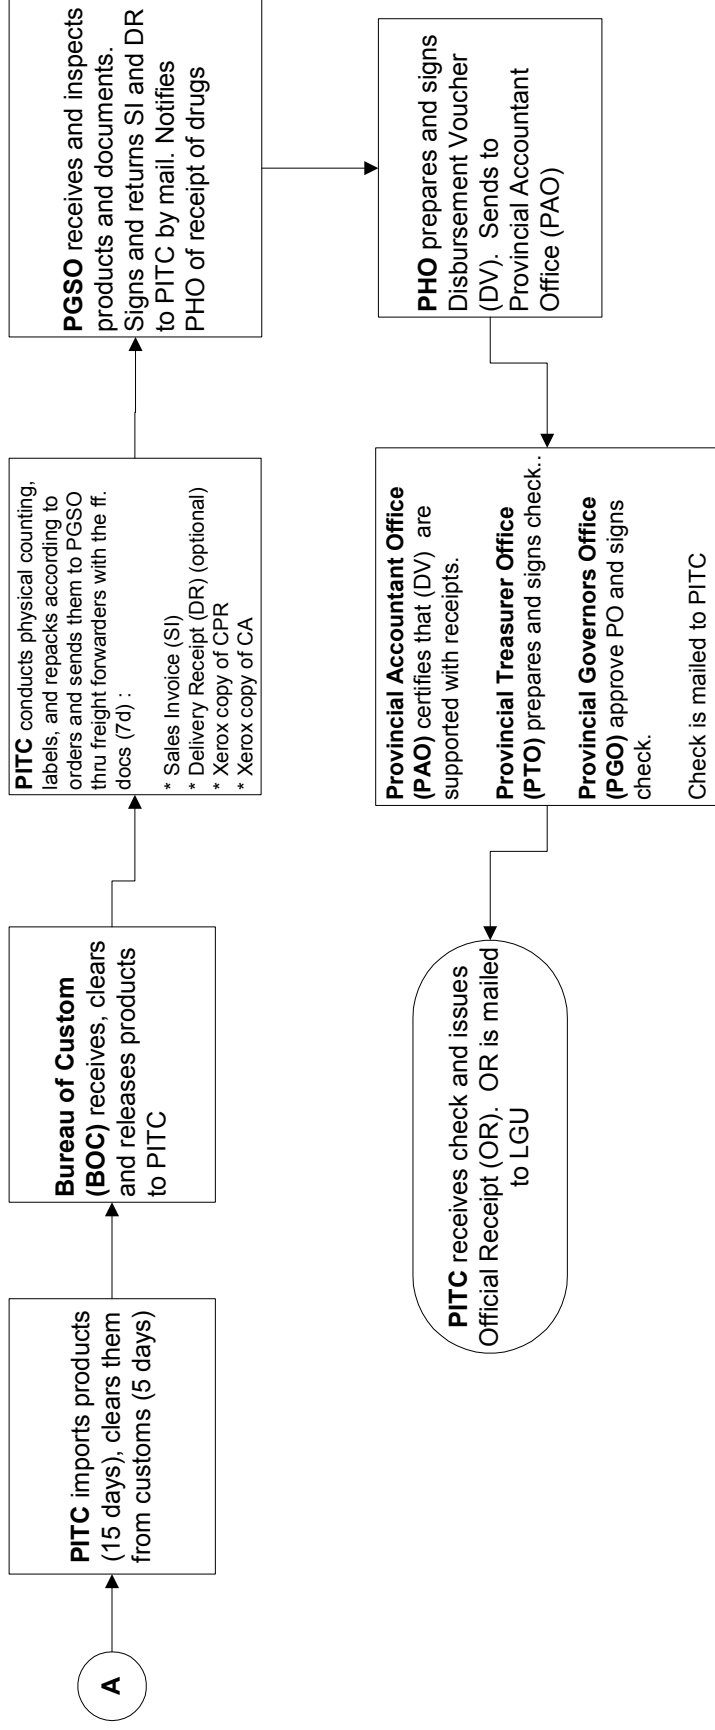 A
PITC imports products
(15 days), clears them
from customs (5 days)
Bureau of Custom
(BOC) receives, clears
and releases products
to PITC
PITC conducts physical counting,
labels, and repacks according to
orders and sends them to PGSO
thru freight forwarders with the ff.
docs (7d) :
* Sales Invoice (SI)
* Delivery Receipt (DR) (optional)
* Xerox copy of CPR
* Xerox copy of CA
PGSO receives and inspects
products and documents.
Signs and returns SI and DR
to PITC by mail. Notifies
PHO of receipt of drugs
PHO prepares and signs
Disbursement Voucher
(DV). Sends to
Provincial Accountant
Office (PAO)
Provincial Accountant Office
(PAO) certifies that (DV) are
supported with receipts.
Provincial Treasurer Office
(PTO) prepares and signs check..
Provincial Governors Office
(PGO) approve PO and signs
check.
Check is mailed to PITC
PITC receives check and issues
Official Receipt (OR). OR is mailed
to LGU